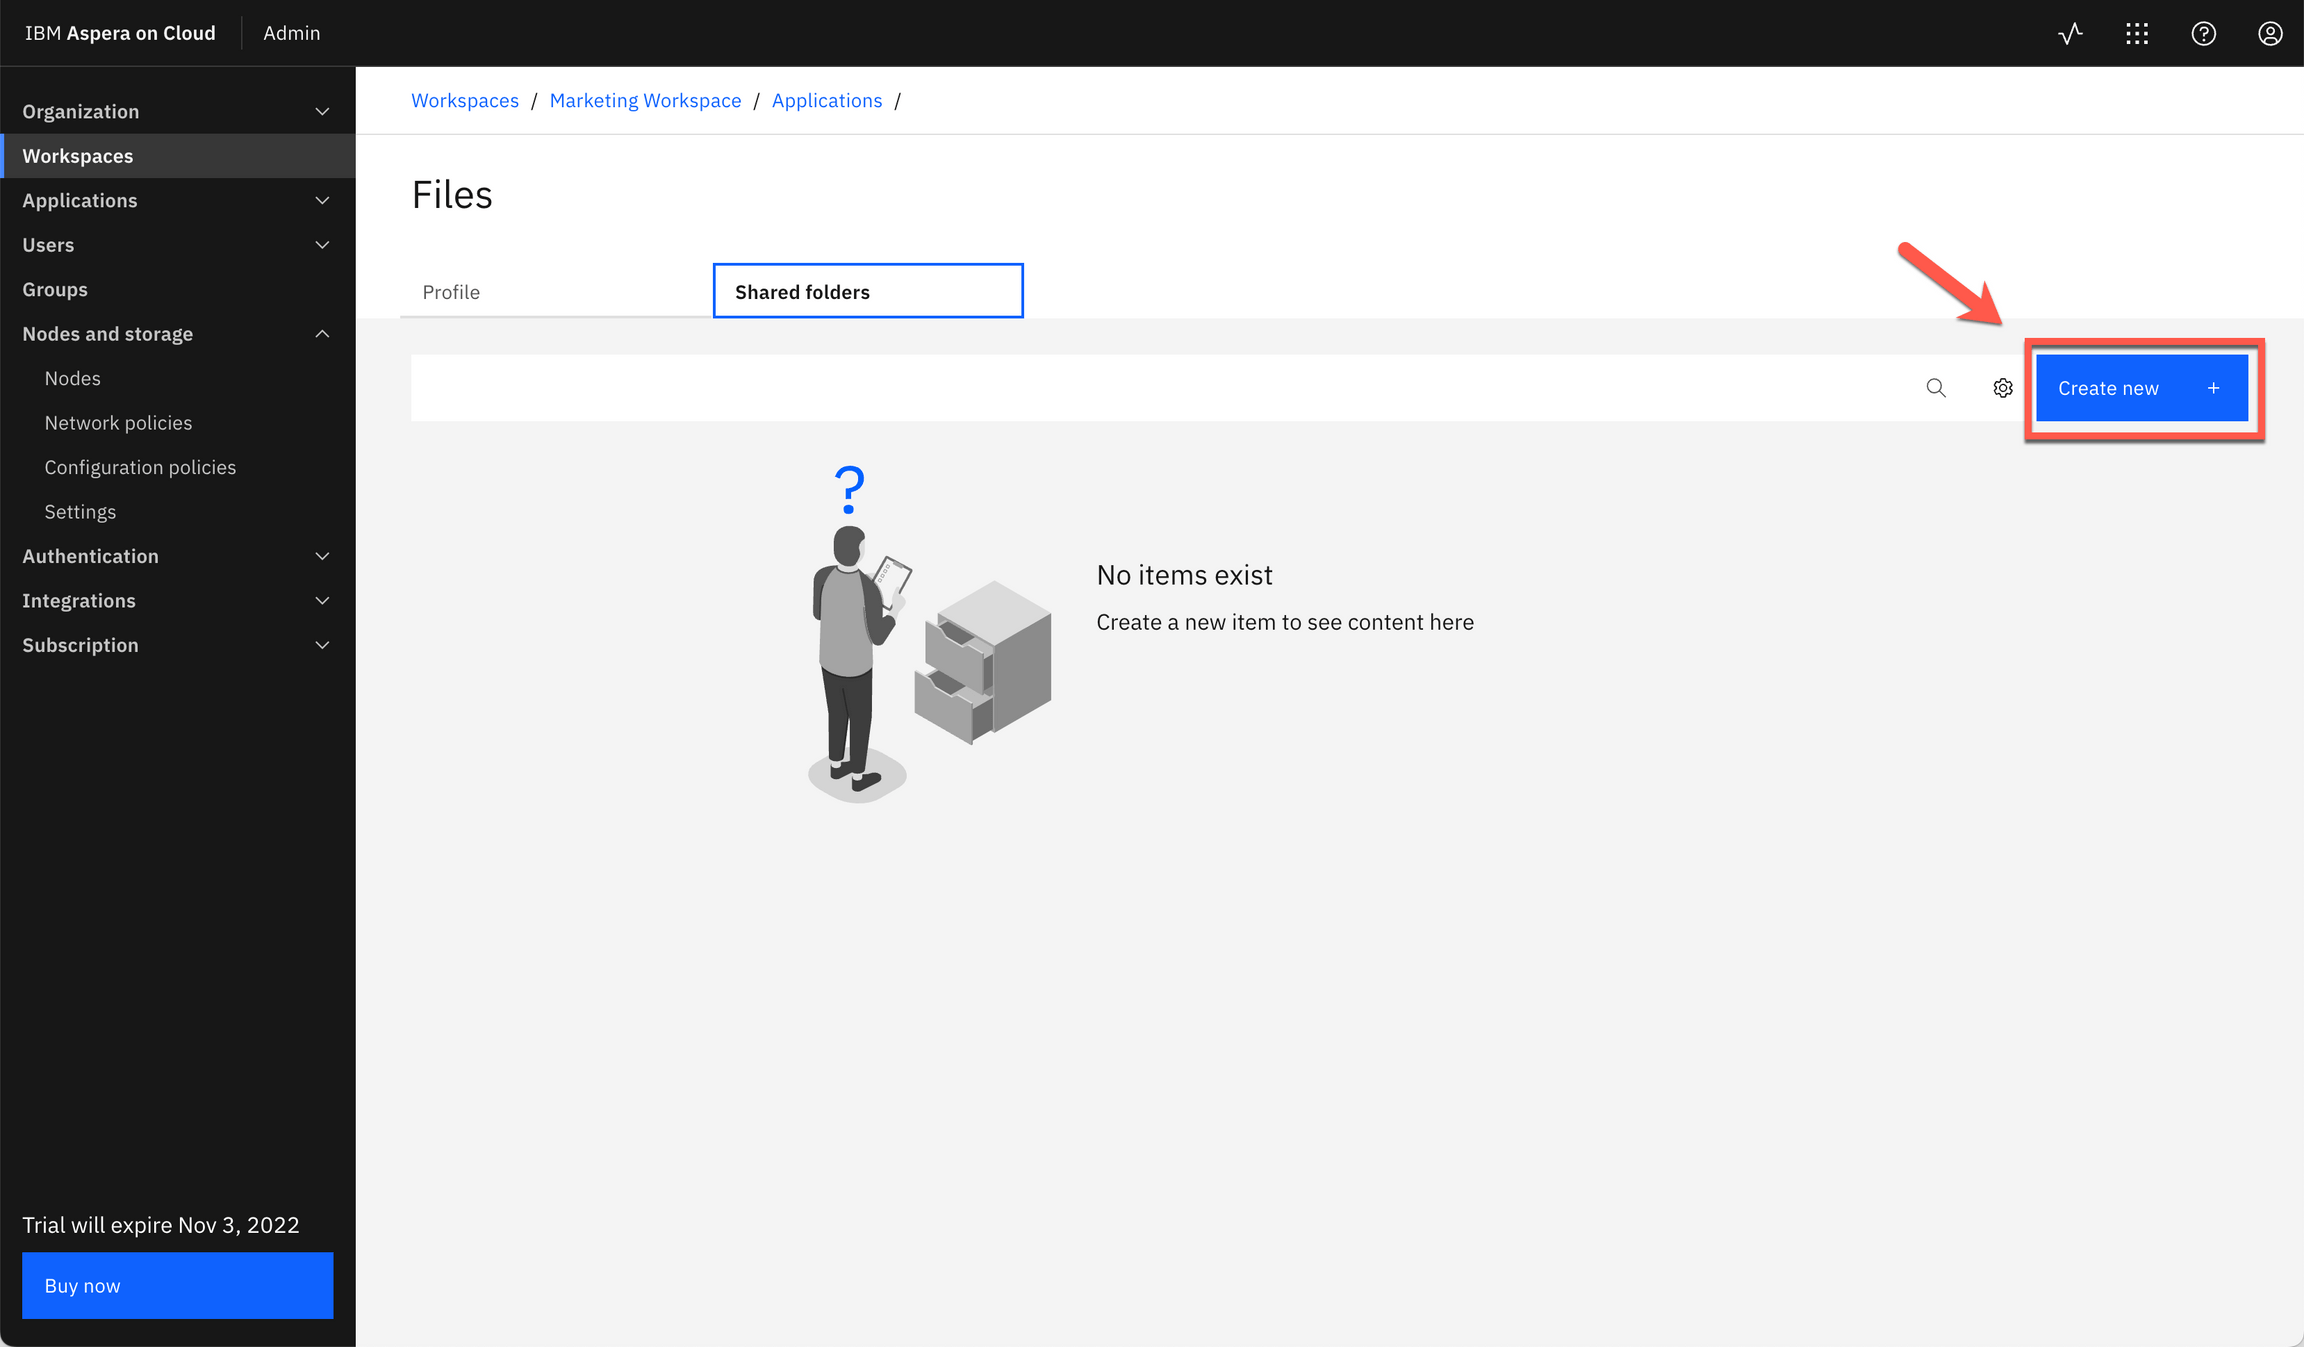 IBM Aspera on Cloud
Admin
Organization
Workspaces
Applications
Users
Groups
Nodes and storage
Nodes
Network policies
Configuration policies
Settings
Authentication
Integrations
Subscription
Trial will expire Nov 3, 2022
Buy now
Workspaces / Marketing Workspace / Applications /
Files
Profile
Shared folders
Create new +
?
No items exist
Create a new item to see content here